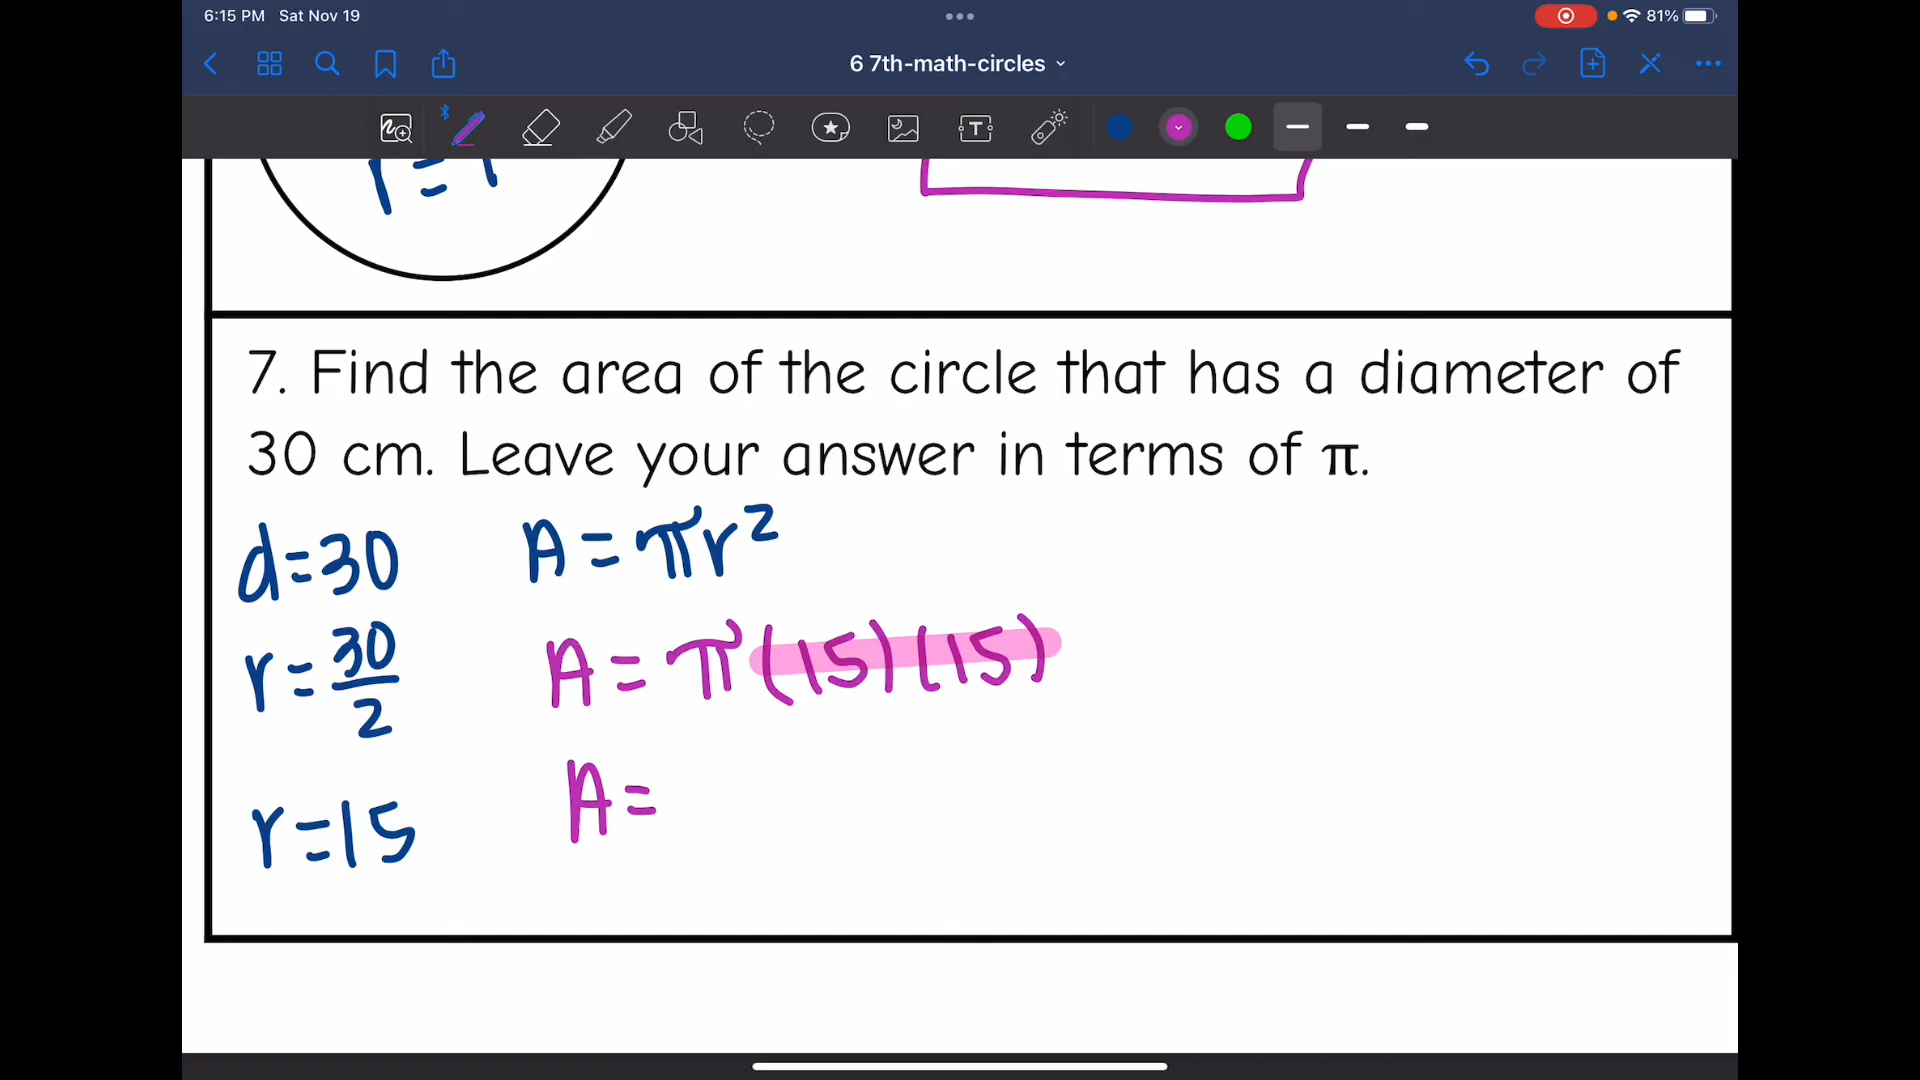 6:15 PM Sat Nov 19
81%
6 7th-math-circles
7. Find the area of the circle that has a diameter of
30 cm. Leave your answer in terms of π.
d=30
A=πr²
r=30/2
A=π(15)(15)
r=15
A=